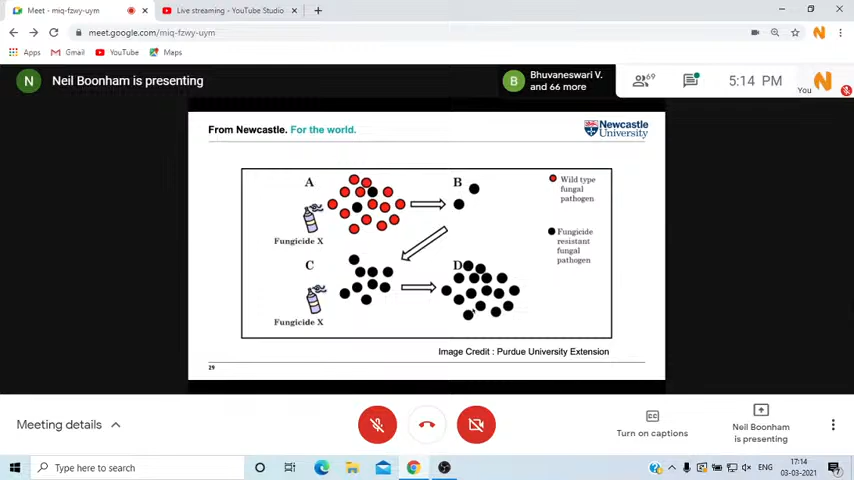 Meet - miq-fzwy-uym
Live streaming - YouTube Studio
meet.google.com/miq-fzwy-uym
Apps
Gmail
YouTube
Maps
N
Neil Boonham is presenting
B
Bhuvaneswari V.
and 66 more
69
5:14 PM
You
From Newcastle. For the world.
Newcastle
University
A
B
Wild type
fungal
pathogen
Fungicide X
Fungicide
resistant
fungal
pathogen
C
D
Fungicide X
Image Credit : Purdue University Extension
29
Meeting details
Turn on captions
Neil Boonham
is presenting
Type here to search
ENG
17:14
03-03-2021